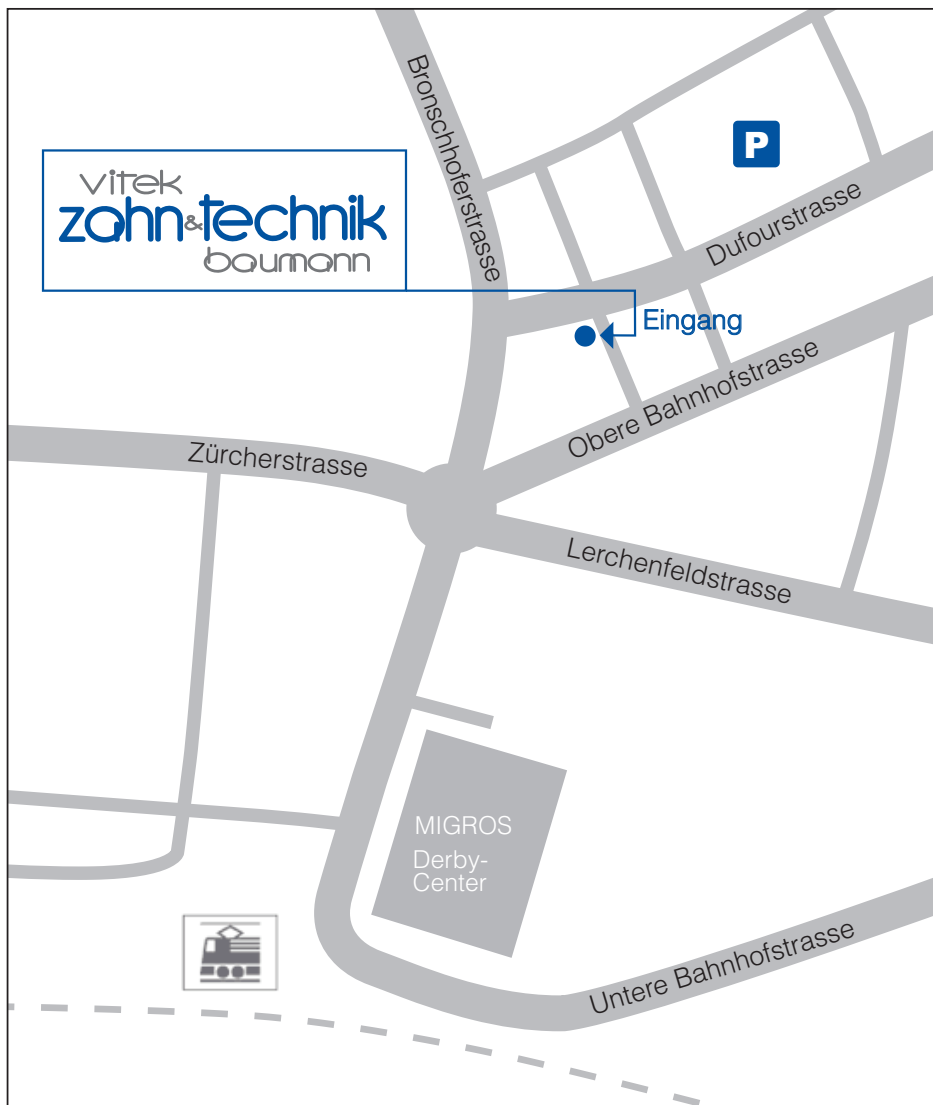 Bronschhoferstrasse
vitek
zahn&technik
baumann
P
Dufourstrasse
Eingang
Obere Bahnhofstrasse
Zürcherstrasse
Lerchenfeldstrasse
MIGROS
Derby-
Center
Untere Bahnhofstrasse